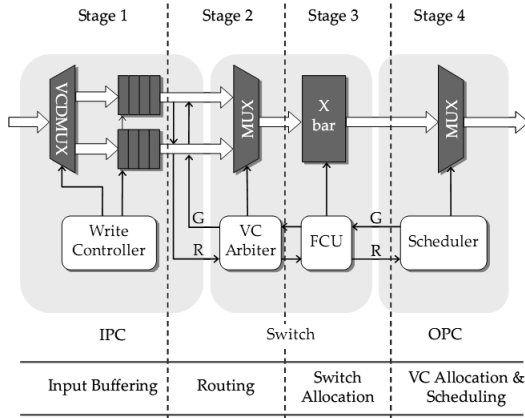 Stage 1
Stage 2
Stage 3
Stage 4
VCDMUX
MUX
X
bar
MUX
Write
Controller
G
R
VC
Arbiter
FCU
G
R
Scheduler
IPC
Switch
OPC
Input Buffering
Routing
Switch
Allocation
VC Allocation &
Scheduling